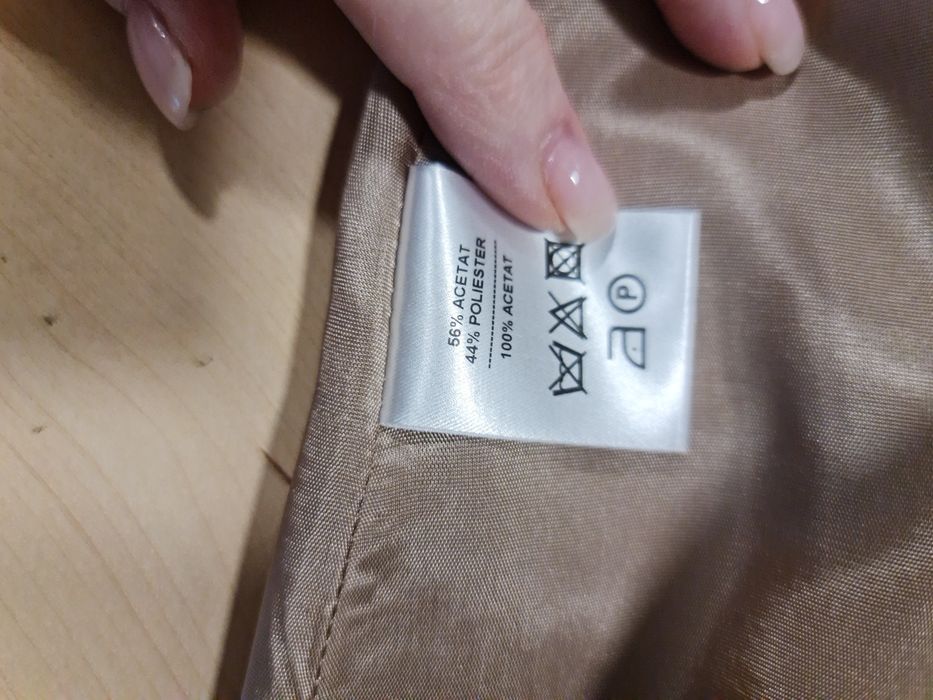 56% ACETAT
44% POLIESTER
100% ACETAT
P